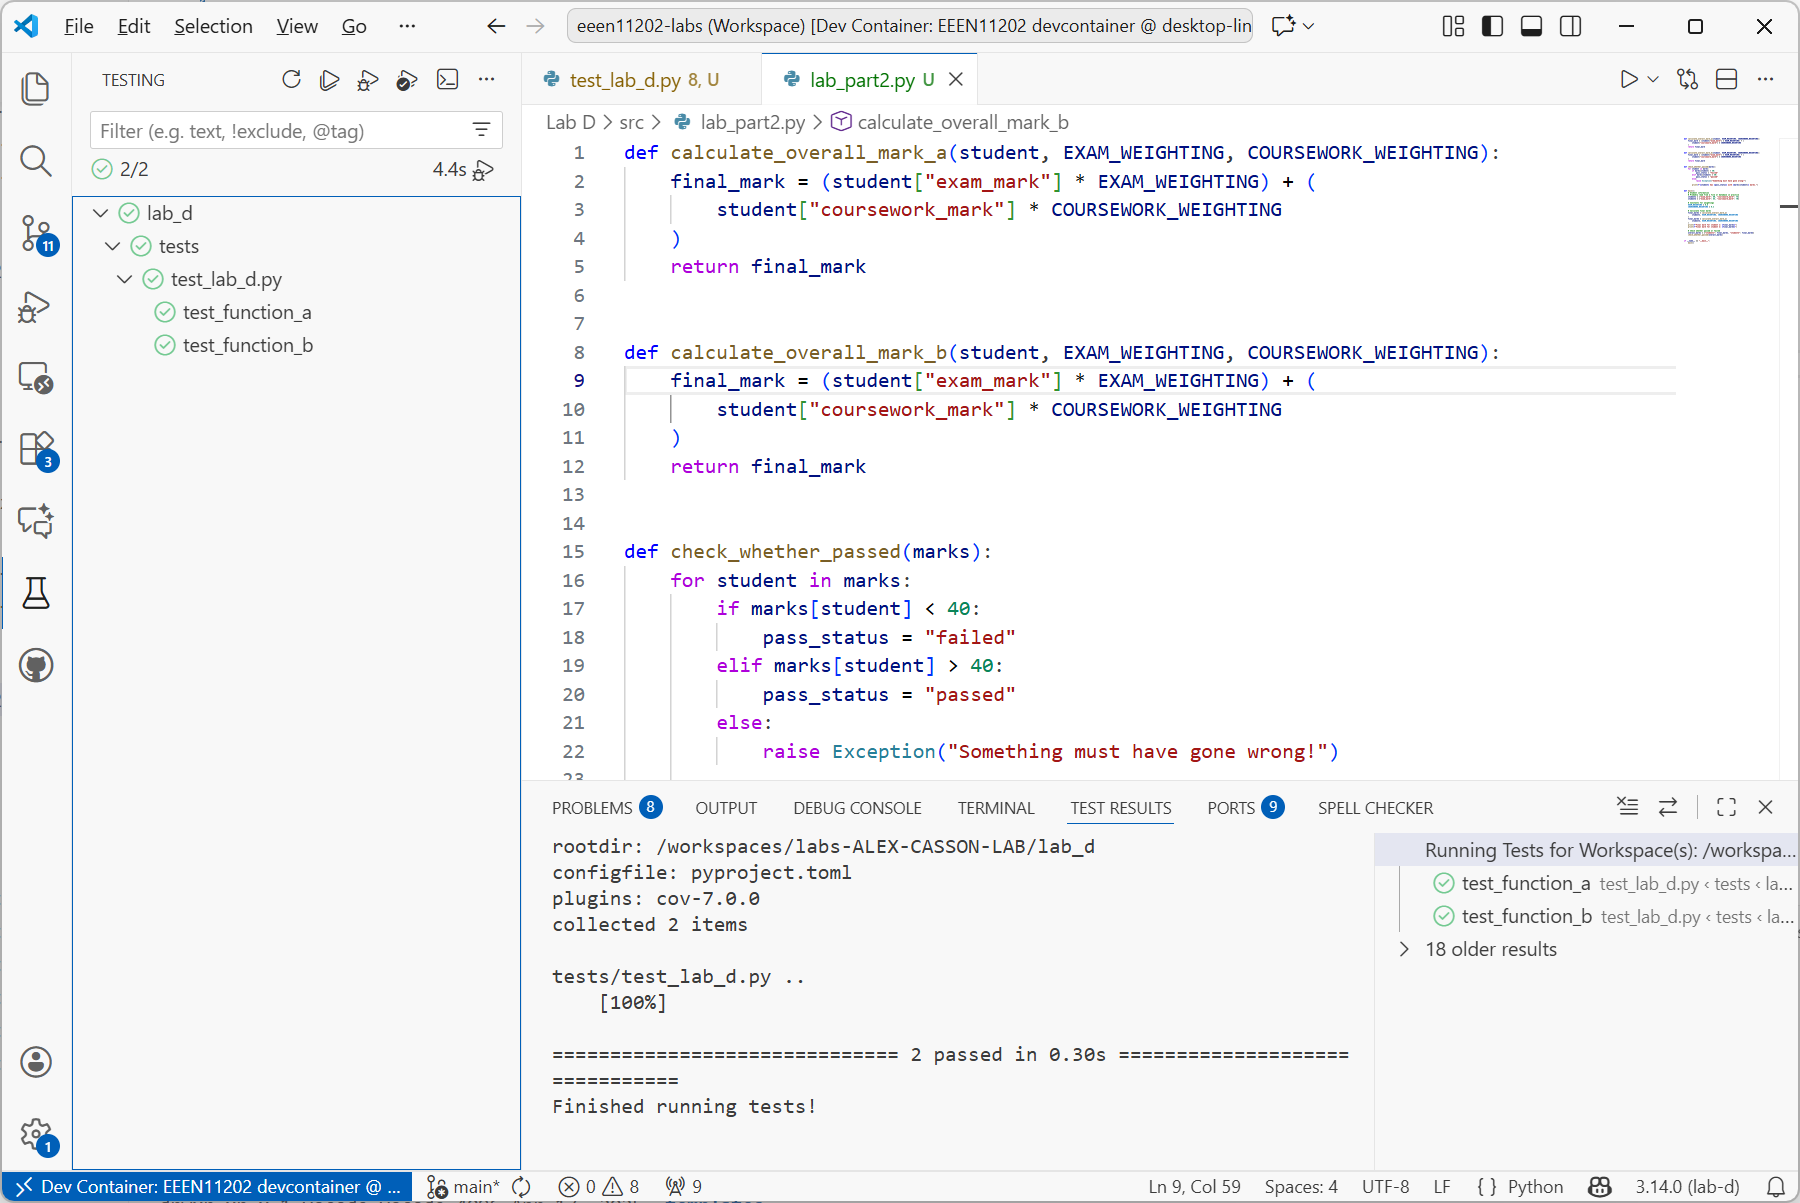 File Edit Selection View Go ··· eeen11202-labs (Workspace) [Dev Container: EEEN11202 devcontainer @ desktop-lin
TESTING
Filter (e.g. text, !exclude, @tag)
2/2 4.4s
lab_d
tests
test_lab_d.py
test_function_a
test_function_b
11
3
1
test_lab_d.py 8, U lab_part2.py U
Lab D > src > lab_part2.py > calculate_overall_mark_b
1 def calculate_overall_mark_a(student, EXAM_WEIGHTING, COURSEWORK_WEIGHTING):
2 final_mark = (student["exam_mark"] * EXAM_WEIGHTING) + (
3 student["coursework_mark"] * COURSEWORK_WEIGHTING
4 )
5 return final_mark
6
7
8 def calculate_overall_mark_b(student, EXAM_WEIGHTING, COURSEWORK_WEIGHTING):
9 final_mark = (student["exam_mark"] * EXAM_WEIGHTING) + (
10 student["coursework_mark"] * COURSEWORK_WEIGHTING
11 )
12 return final_mark
13
14
15 def check_whether_passed(marks):
16 for student in marks:
17 if marks[student] < 40:
18 pass_status = "failed"
19 elif marks[student] > 40:
20 pass_status = "passed"
21 else:
22 raise Exception("Something must have gone wrong!")
23
PROBLEMS 8 OUTPUT DEBUG CONSOLE TERMINAL TEST RESULTS PORTS 9 SPELL CHECKER
rootdir: /workspaces/labs-ALEX-CASSON-LAB/lab_d
configfile: pyproject.toml
plugins: cov-7.0.0
collected 2 items
tests/test_lab_d.py ..
[100%]
============================== 2 passed in 0.30s ====================
===========
Finished running tests!
Running Tests for Workspace(s): /workspa...
test_function_a test_lab_d.py ‹ tests ‹ la...
test_function_b test_lab_d.py ‹ tests ‹ la...
18 older results
Dev Container: EEEN11202 devcontainer @ ... main* 0 8 9 Ln 9, Col 59 Spaces: 4 UTF-8 LF { } Python 3.14.0 (lab-d)